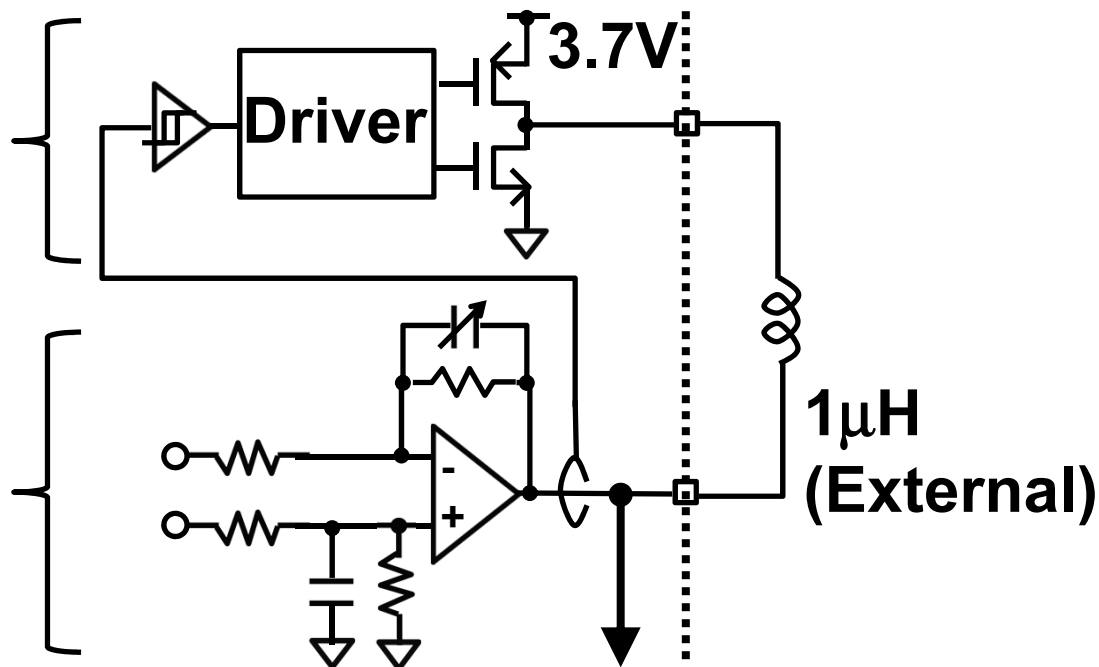 3.7V
Driver
1μH
(External)
-
+